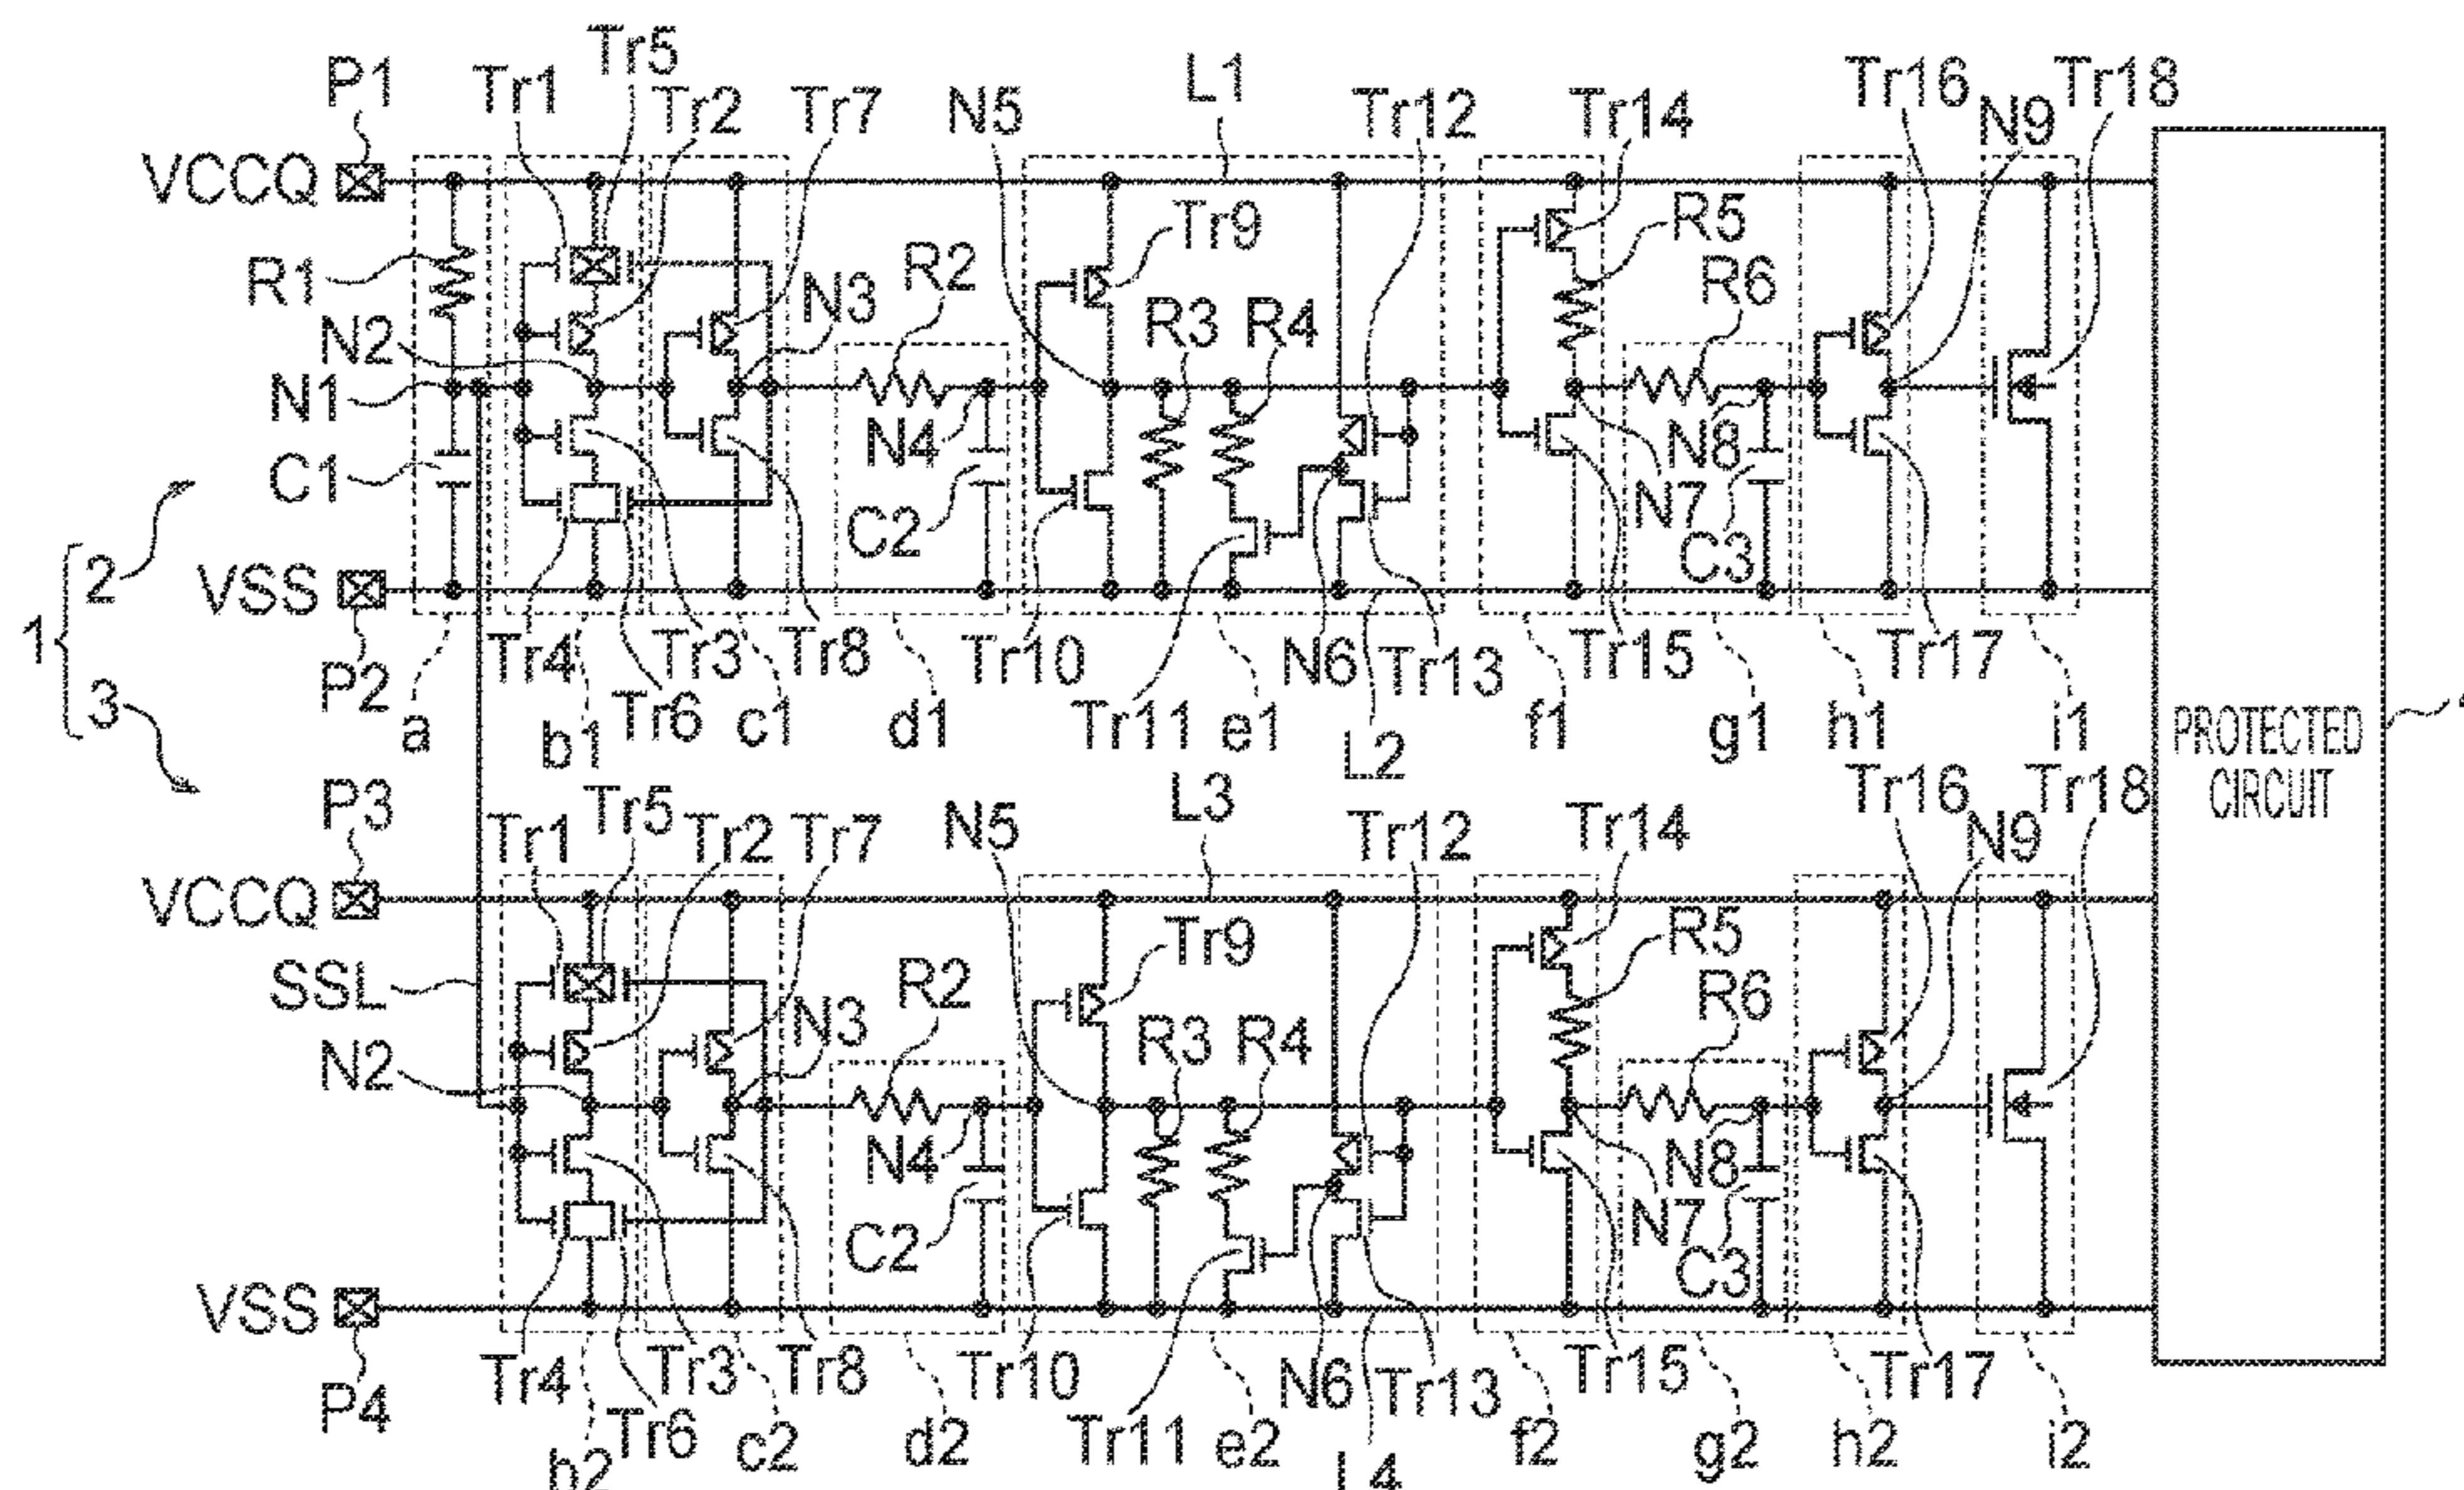 P1 Tr1 Tr5 Tr2 Tr7 N5 L1 Tr12 Tr14 Tr16 N9 Tr18
VCCQ
R1 N3 R2 Tr9 R3 R4 R5 R6
N2
N1 N4 N8
C1 C2 N7 C3
2
1 VSS
3
P2 Tr4 Tr3 Tr8 Tr10 N6 Tr13 Tr15 Tr17
a b1 Tr6 c1 d1 Tr11 e1 L2 f1 g1 h1 i1
PROTECTED
CIRCUIT
P3 Tr1 Tr5 Tr2 Tr7 N5 L3 Tr12 Tr14 Tr16 N9 Tr18
VCCQ
SSL N3 R2 Tr9 R3 R4 R5 R6
N2
N4 N8
C2 N7 C3
VSS
P4 Tr4 Tr3 Tr8 Tr10 N6 Tr13 Tr15 Tr17
b2 Tr6 c2 d2 Tr11 e2 L4 f2 g2 h2 i2